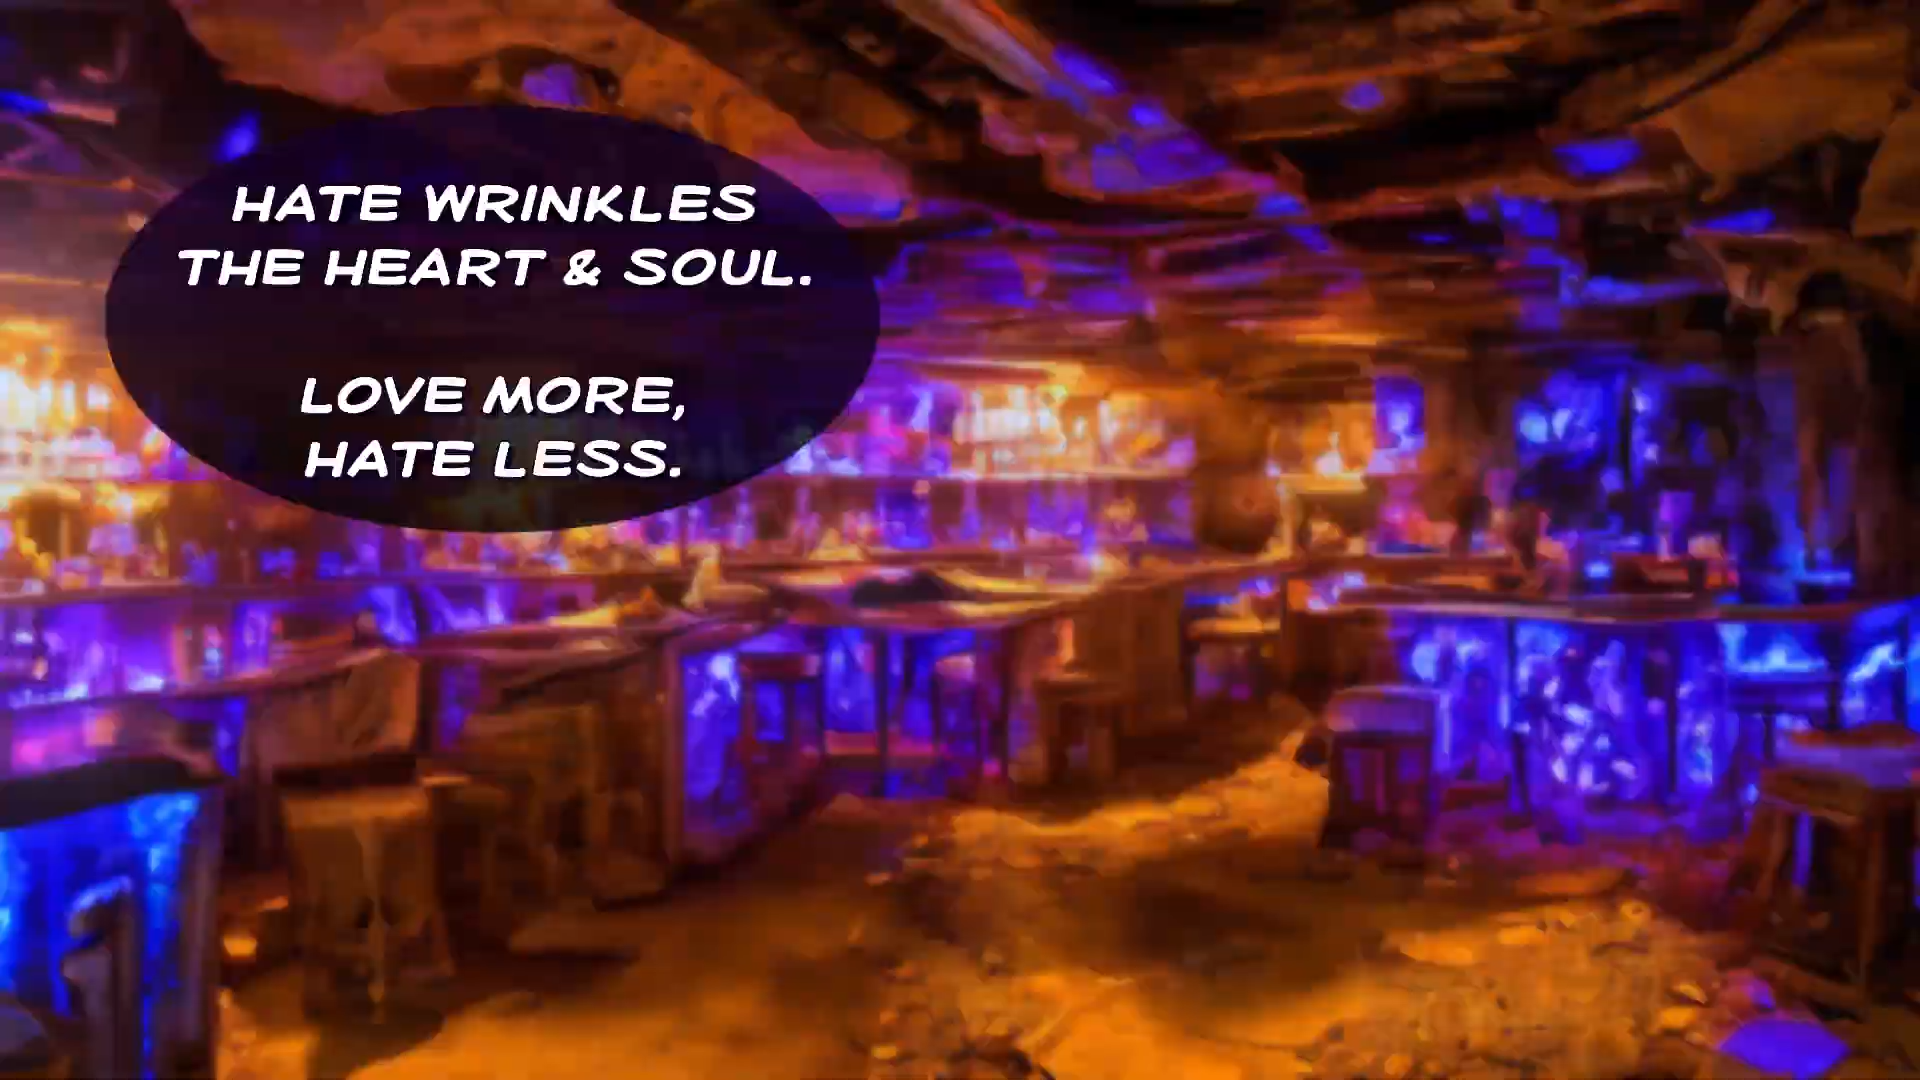 HATE WRINKLES
THE HEART & SOUL.
LOVE MORE,
HATE LESS.